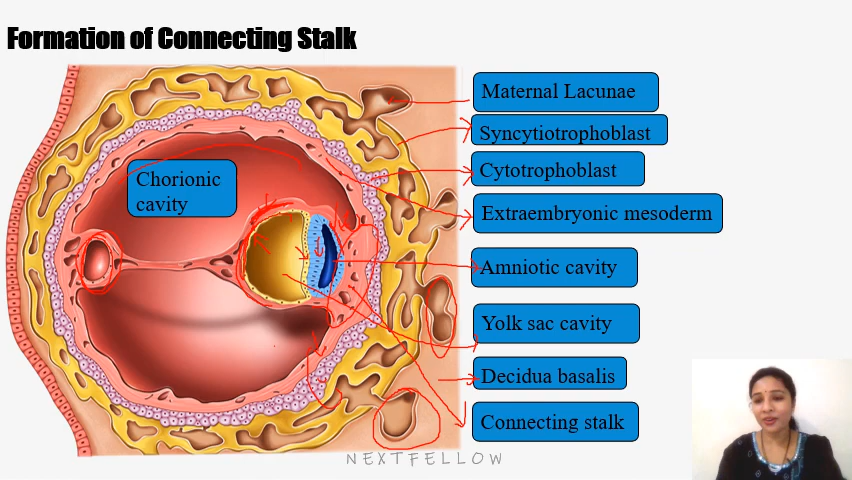 Formation of Connecting Stalk
Maternal Lacunae
Syncytiotrophoblast
Cytotrophoblast
Chorionic
cavity
Extraembryonic mesoderm
Amniotic cavity
Yolk sac cavity
Decidua basalis
Connecting stalk
NEXTFELLOW